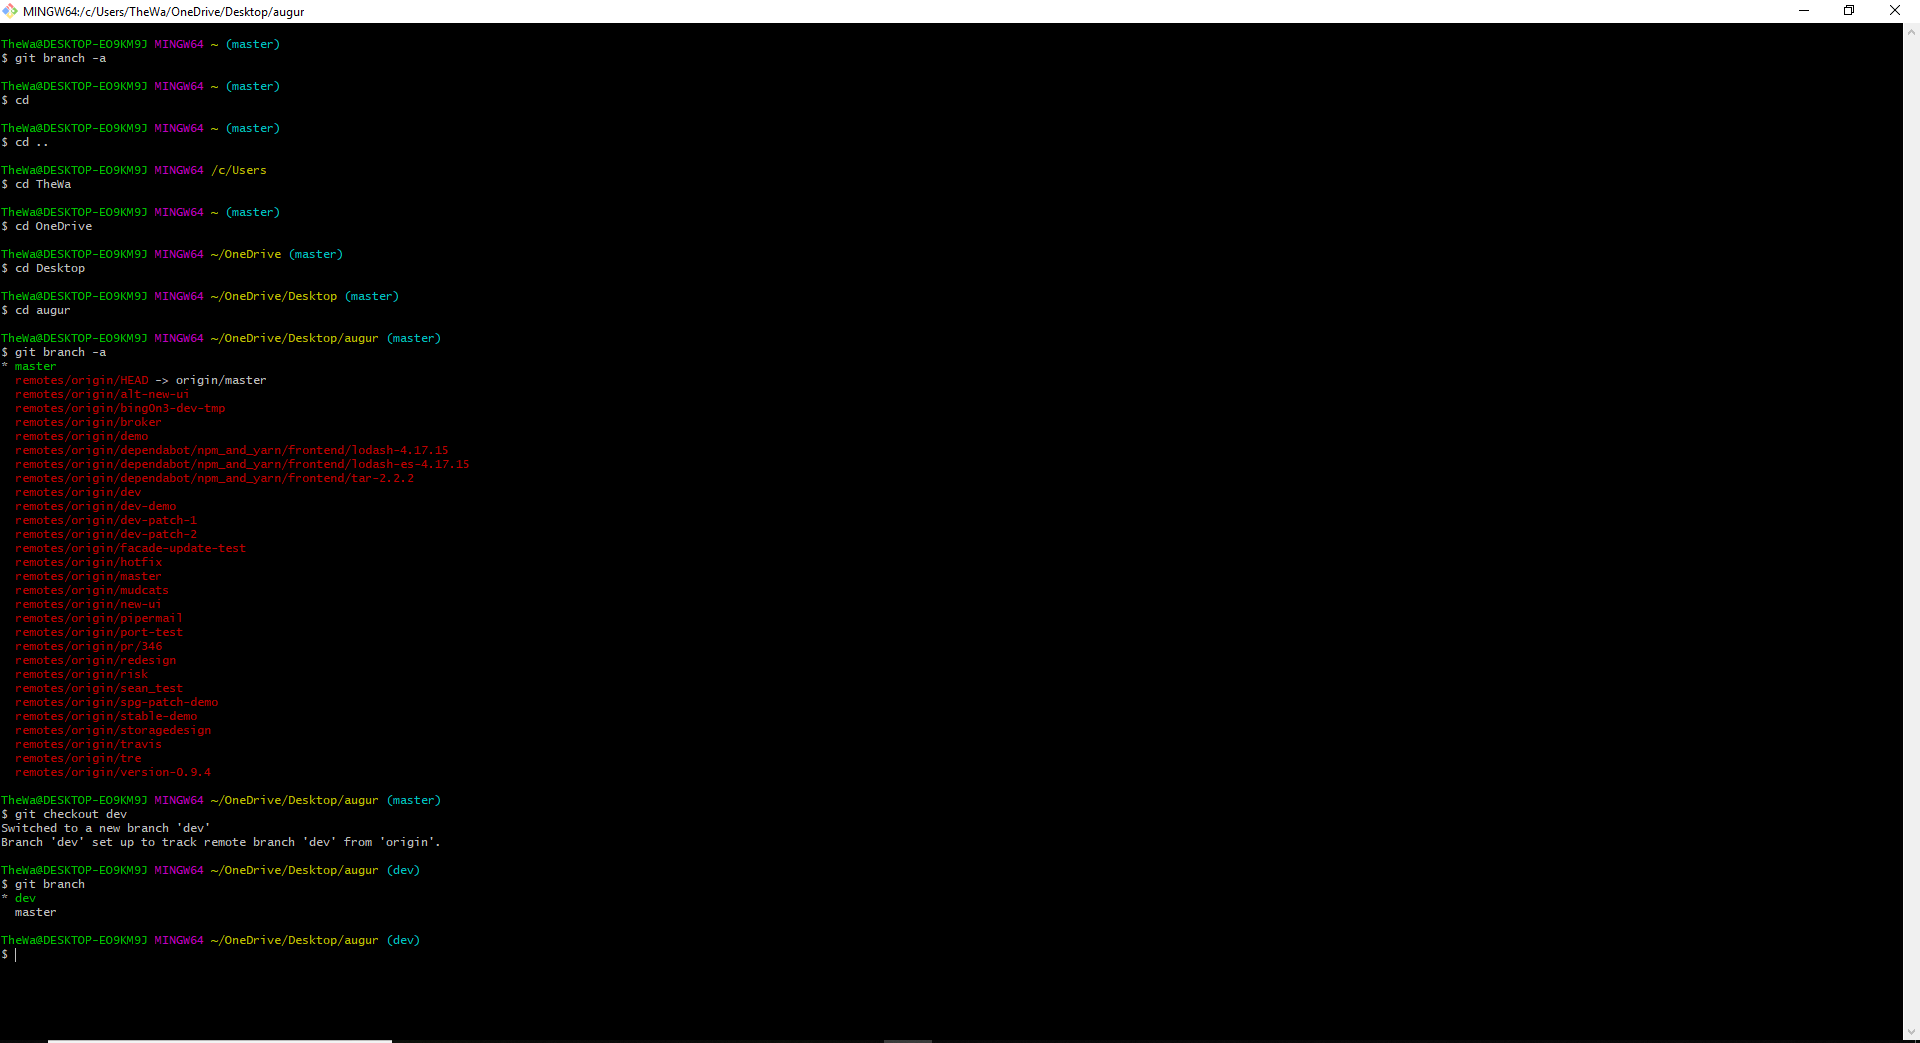 MINGW64:/c/Users/TheWa/OneDrive/Desktop/augur
TheWa@DESKTOP-EO9KM9J MINGW64 ~ (master)
$ git branch -a
TheWa@DESKTOP-EO9KM9J MINGW64 ~ (master)
$ cd
TheWa@DESKTOP-EO9KM9J MINGW64 ~ (master)
$ cd ..
TheWa@DESKTOP-EO9KM9J MINGW64 /c/Users
$ cd TheWa
TheWa@DESKTOP-EO9KM9J MINGW64 ~ (master)
$ cd OneDrive
TheWa@DESKTOP-EO9KM9J MINGW64 ~/OneDrive (master)
$ cd Desktop
TheWa@DESKTOP-EO9KM9J MINGW64 ~/OneDrive/Desktop (master)
$ cd augur
TheWa@DESKTOP-EO9KM9J MINGW64 ~/OneDrive/Desktop/augur (master)
$ git branch -a
* master
remotes/origin/HEAD -> origin/master
remotes/origin/alt-new-ui
remotes/origin/bing0n3-dev-tmp
remotes/origin/broker
remotes/origin/demo
remotes/origin/dependabot/npm_and_yarn/frontend/lodash-4.17.15
remotes/origin/dependabot/npm_and_yarn/frontend/lodash-es-4.17.15
remotes/origin/dependabot/npm_and_yarn/frontend/tar-2.2.2
remotes/origin/dev
remotes/origin/dev-demo
remotes/origin/dev-patch-1
remotes/origin/dev-patch-2
remotes/origin/facade-update-test
remotes/origin/hotfix
remotes/origin/master
remotes/origin/mudcats
remotes/origin/new-ui
remotes/origin/pipermail
remotes/origin/port-test
remotes/origin/pr/346
remotes/origin/redesign
remotes/origin/risk
remotes/origin/sean_test
remotes/origin/spg-patch-demo
remotes/origin/stable-demo
remotes/origin/storagedesign
remotes/origin/travis
remotes/origin/tre
remotes/origin/version-0.9.4
TheWa@DESKTOP-EO9KM9J MINGW64 ~/OneDrive/Desktop/augur (master)
$ git checkout dev
Switched to a new branch 'dev'
Branch 'dev' set up to track remote branch 'dev' from 'origin'.
TheWa@DESKTOP-EO9KM9J MINGW64 ~/OneDrive/Desktop/augur (dev)
$ git branch
* dev
master
TheWa@DESKTOP-EO9KM9J MINGW64 ~/OneDrive/Desktop/augur (dev)
$